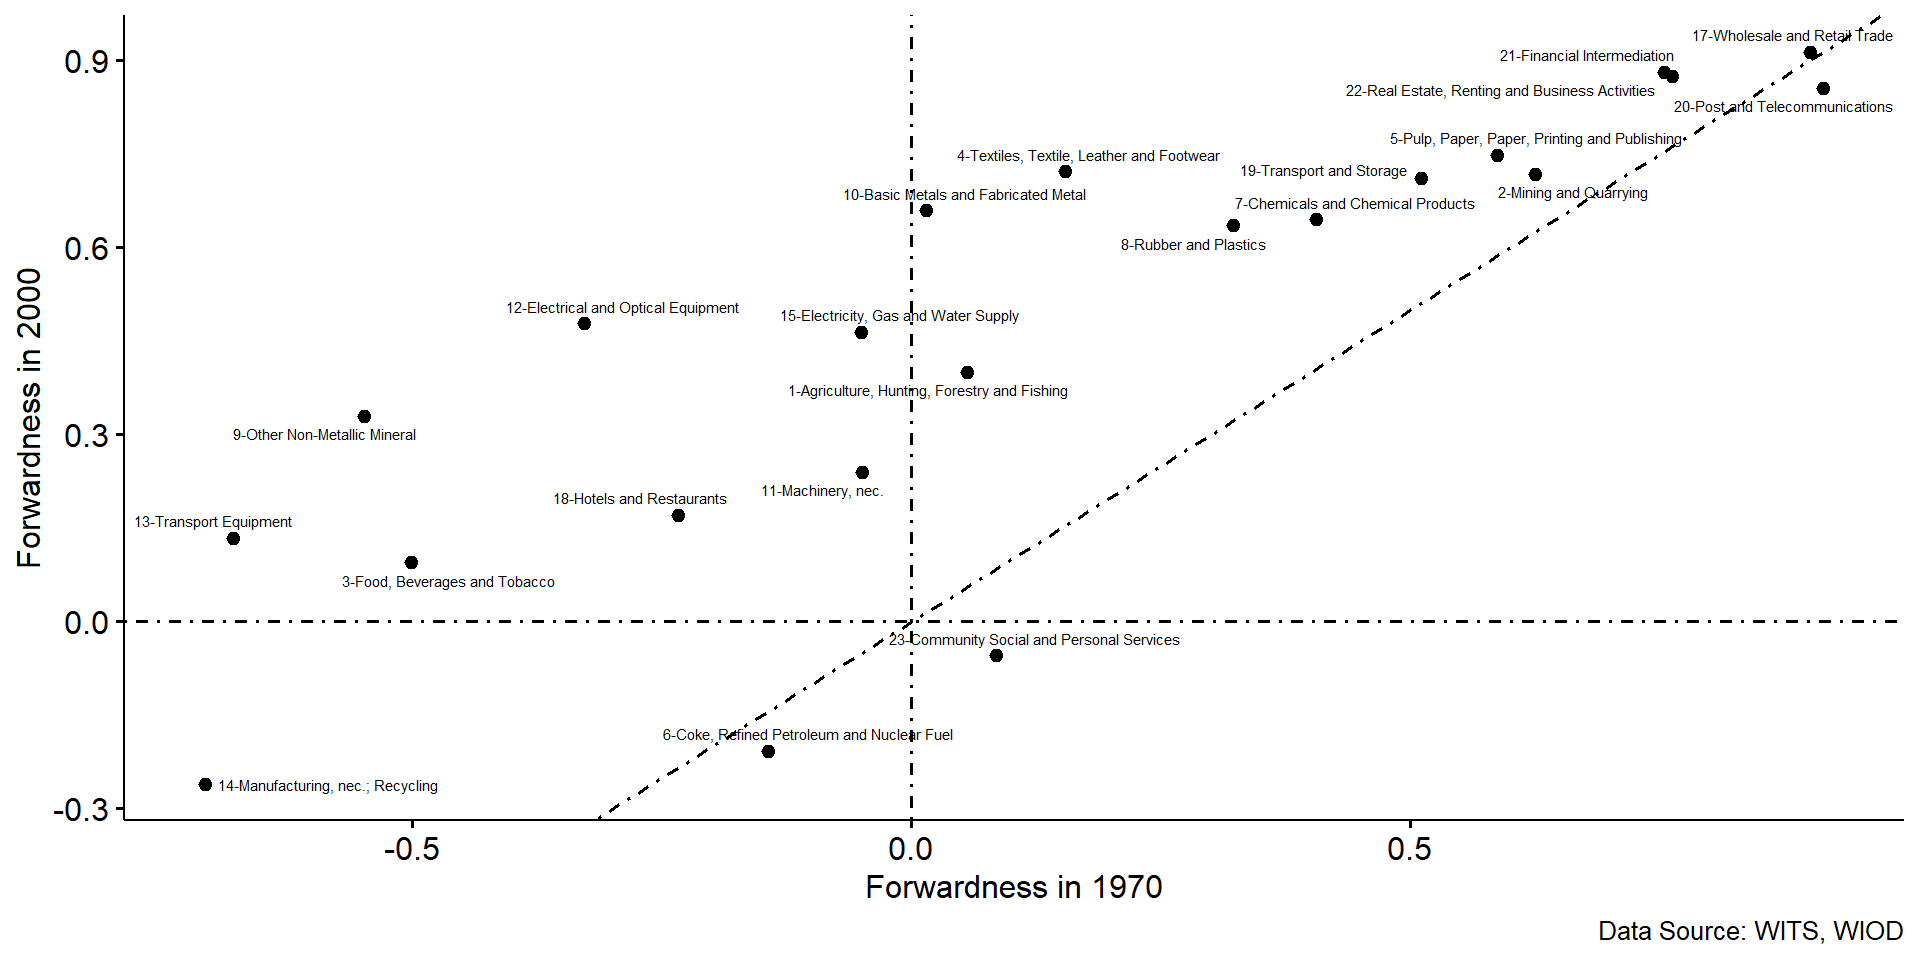 17-Wholesale and Retail Trade
0.9
21-Financial Intermediation
22-Real Estate, Renting and Business Activities
20-Post and Telecommunications
5-Pulp, Paper, Paper, Printing and Publishing
4-Textiles, Textile, Leather and Footwear
19-Transport and Storage
10-Basic Metals and Fabricated Metal
2-Mining and Quarrying
7-Chemicals and Chemical Products
0.6
8-Rubber and Plastics
12-Electrical and Optical Equipment
15-Electricity, Gas and Water Supply
Forwardness in 2000
1-Agriculture, Hunting, Forestry and Fishing
0.3
9-Other Non-Metallic Mineral
11-Machinery, nec.
18-Hotels and Restaurants
13-Transport Equipment
3-Food, Beverages and Tobacco
0.0
23-Community Social and Personal Services
6-Coke, Refined Petroleum and Nuclear Fuel
14-Manufacturing, nec.; Recycling
-0.3
-0.5
0.0
0.5
Forwardness in 1970
Data Source: WITS, WIOD